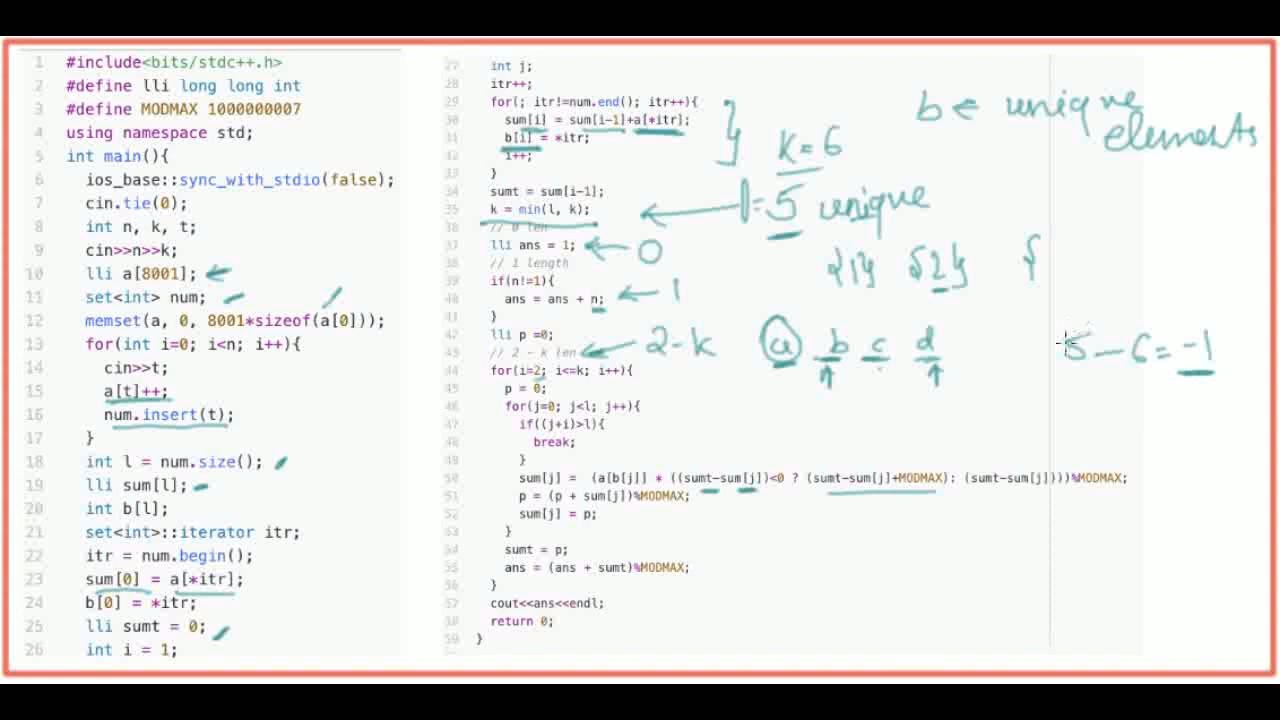 1 #include<bits/stdc++.h>
2 #define lli long long int
3 #define MODMAX 1000000007
4 using namespace std;
5 int main(){
6 ios_base::sync_with_stdio(false);
7 cin.tie(0);
8 int n, k, t;
9 cin>>n>>k;
10 lli a[8001];
11 set<int> num;
12 memset(a, 0, 8001*sizeof(a[0]));
13 for(int i=0; i<n; i++){
14 cin>>t;
15 a[t]++;
16 num.insert(t);
17 }
18 int l = num.size();
19 lli sum[l];
20 int b[l];
21 set<int>::iterator itr;
22 itr = num.begin();
23 sum[0] = a[*itr];
24 b[0] = *itr;
25 lli sumt = 0;
26 int i = 1;
27 int j;
28 itr++;
29 for(; itr!=num.end(); itr++){
30 sum[i] = sum[i-1]+a[*itr];
31 b[i] = *itr;
32 i++;
33 }
34 sumt = sum[i-1];
35 k = min(l, k);
36 // 0 len
37 lli ans = 1;
38 // 1 length
39 if(n!=1){
40 ans = ans + n;
41 }
42 lli p =0;
43 // 2 - k len
44 for(i=2; i<=k; i++){
45 p = 0;
46 for(j=0; j<l; j++){
47 if((j+i)>l){
48 break;
49 }
50 sum[j] = (a[b[j]] * ((sumt-sum[j])<0 ? (sumt-sum[j]+MODMAX): (sumt-sum[j])))%MODMAX;
51 p = (p + sum[j])%MODMAX;
52 sum[j] = p;
53 }
54 sumt = p;
55 ans = (ans + sumt)%MODMAX;
56 }
57 cout<<ans<<endl;
58 return 0;
59 }
b ∈ unique
elements
}
k = 6
l = 5 unique
0
{1} {2} {
1
2-k
a b c d
5 - 6 = -1